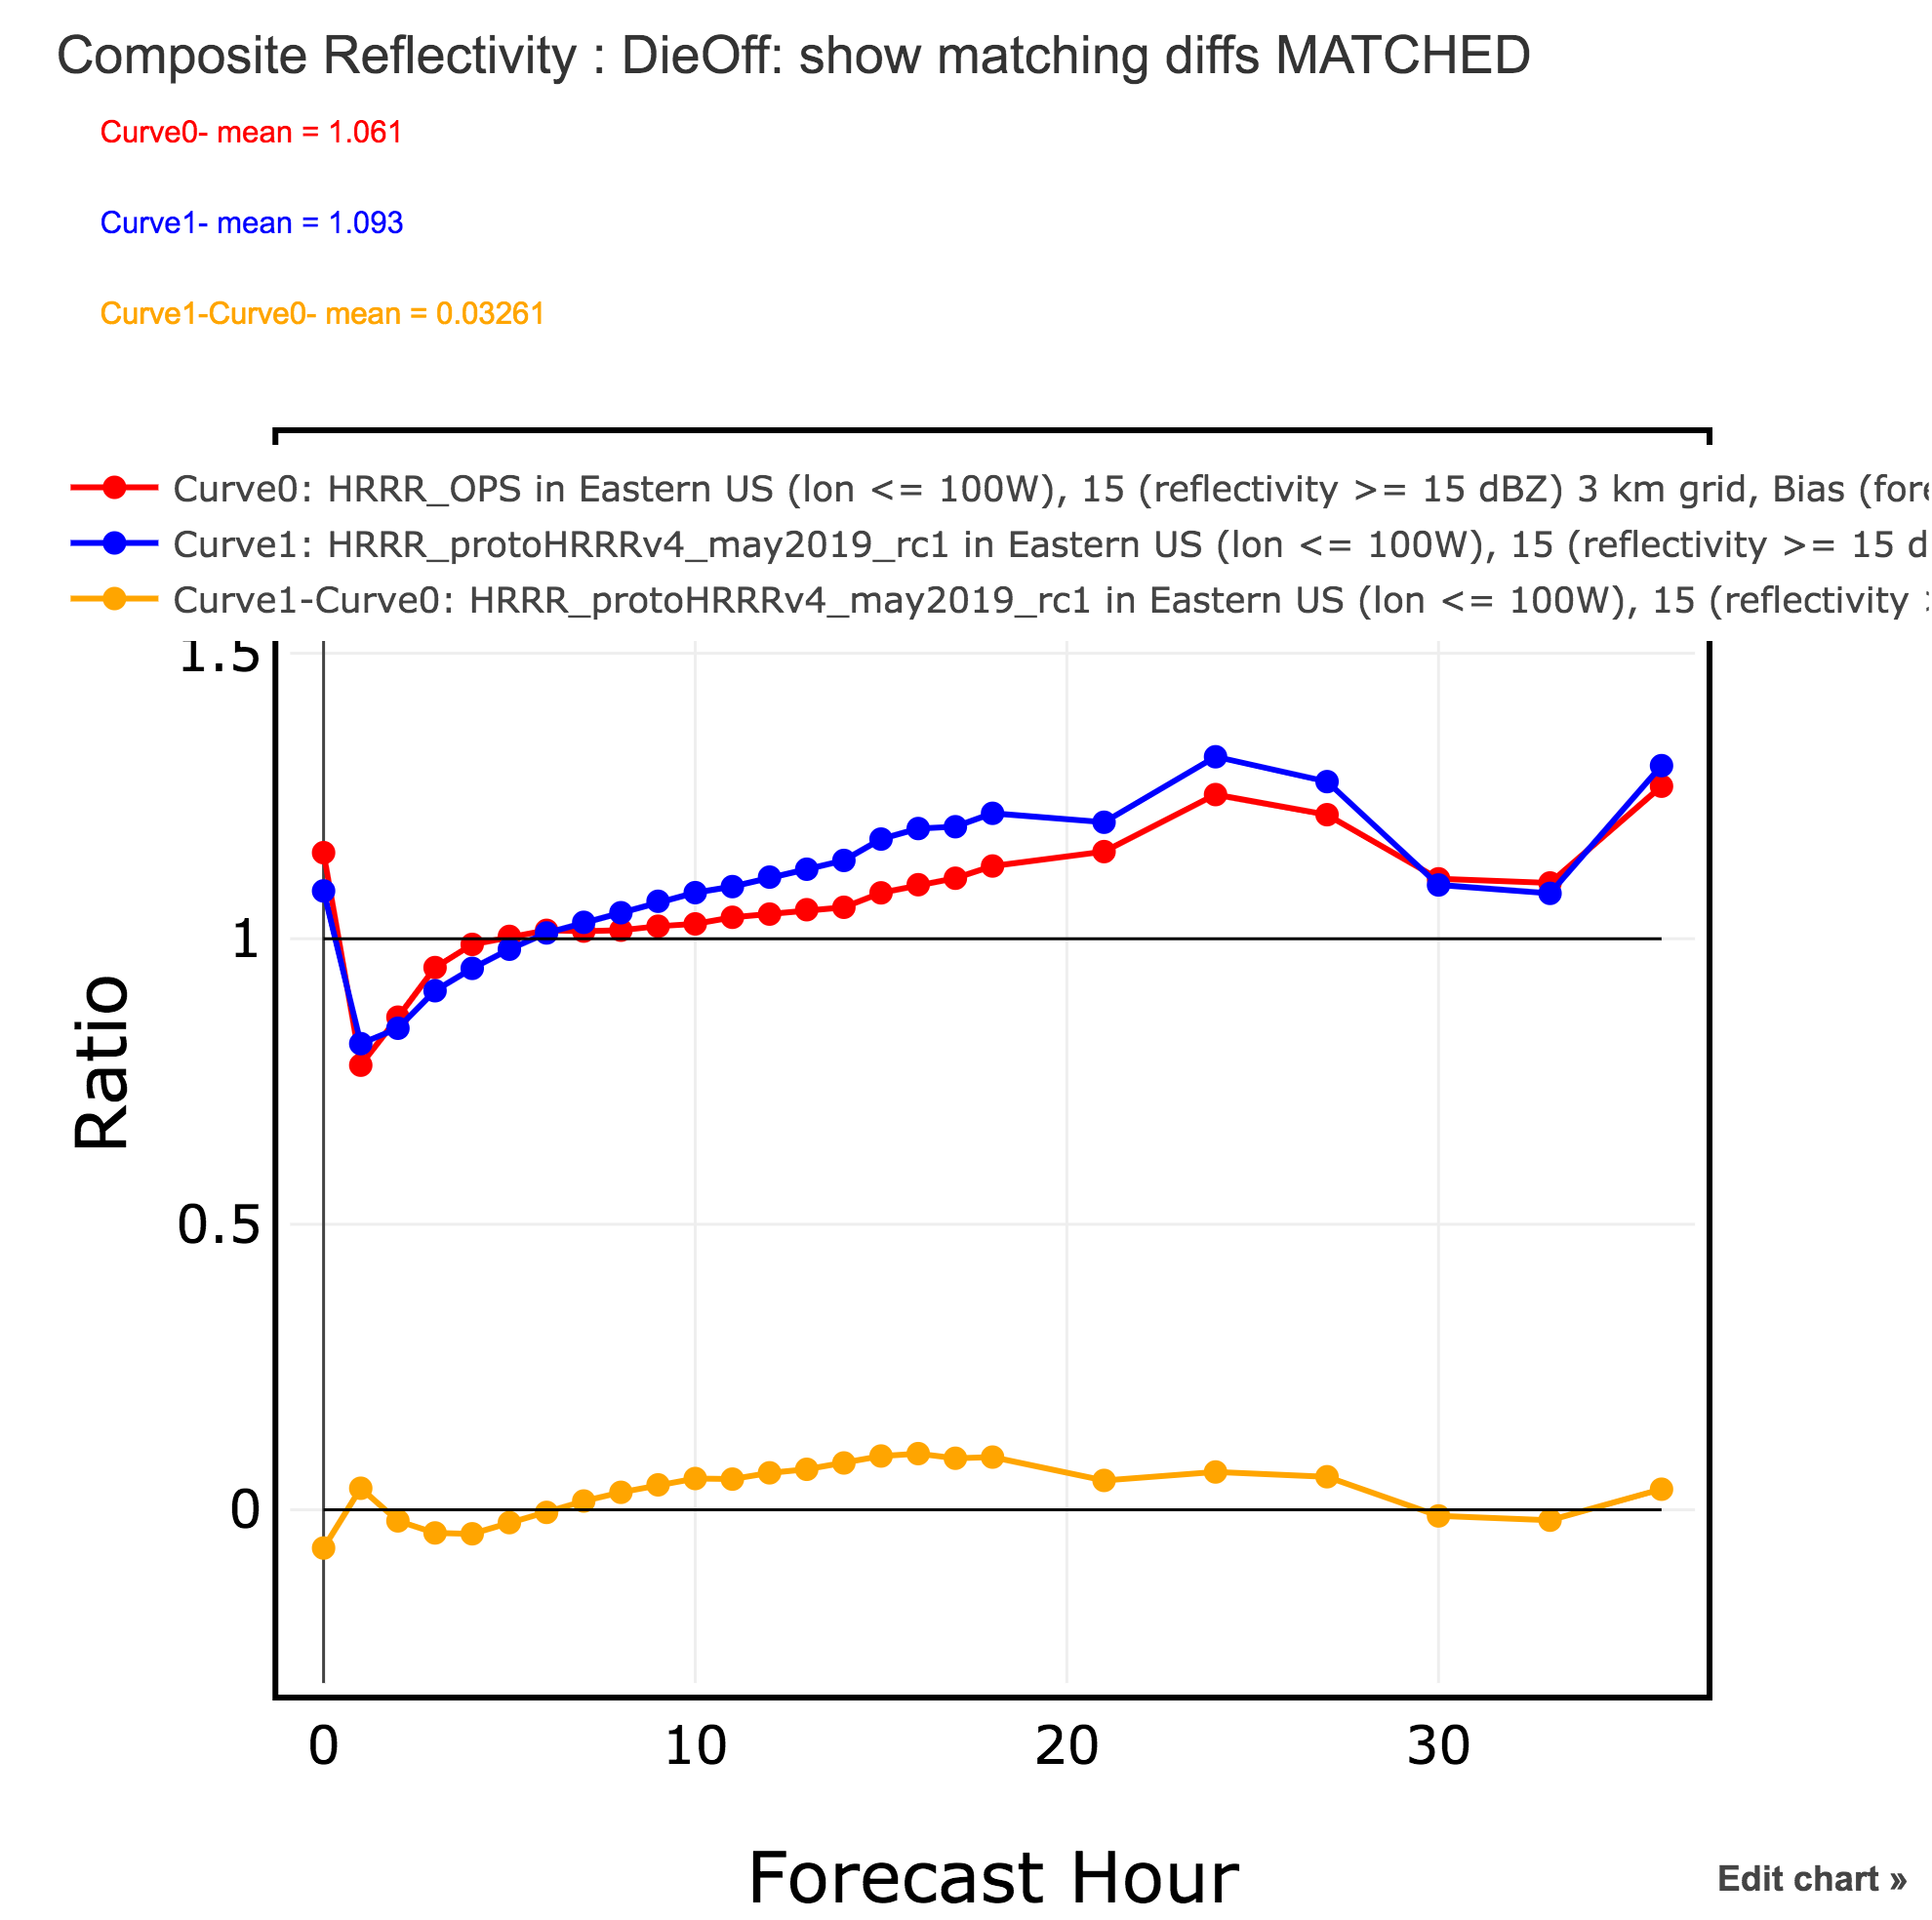 Composite Reflectivity : DieOff: show matching diffs MATCHED
Curve0- mean = 1.061
Curve1- mean = 1.093
Curve1-Curve0- mean = 0.03261
Curve0: HRRR_OPS in Eastern US (lon <= 100W), 15 (reflectivity >= 15 dBZ) 3 km grid, Bias
Curve1: HRRR_protoHRRRv4_may2019_rc1 in Eastern US (lon <= 100W), 15 (reflectivity >= 15
Curve1-Curve0: HRRR_protoHRRRv4_may2019_rc1 in Eastern US (lon <= 100W), 15 (reflectivity
1.5
1
0.5
0
Ratio
0 10 20 30
Forecast Hour
Edit chart »